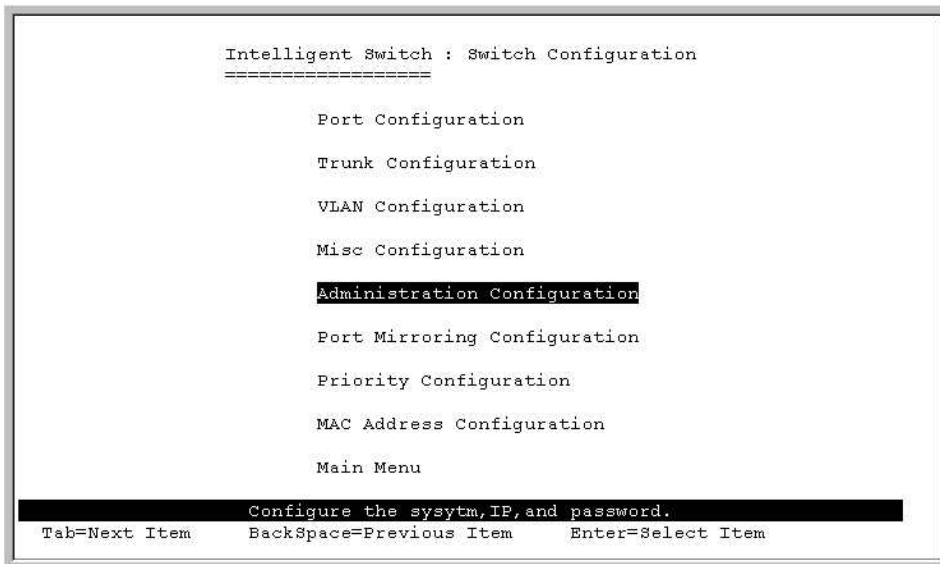 Intelligent Switch : Switch Configuration
==================
Port Configuration
Trunk Configuration
VLAN Configuration
Misc Configuration
Administration Configuration
Port Mirroring Configuration
Priority Configuration
MAC Address Configuration
Main Menu
Configure the sysytm,IP,and password.
Tab=Next Item BackSpace=Previous Item Enter=Select Item